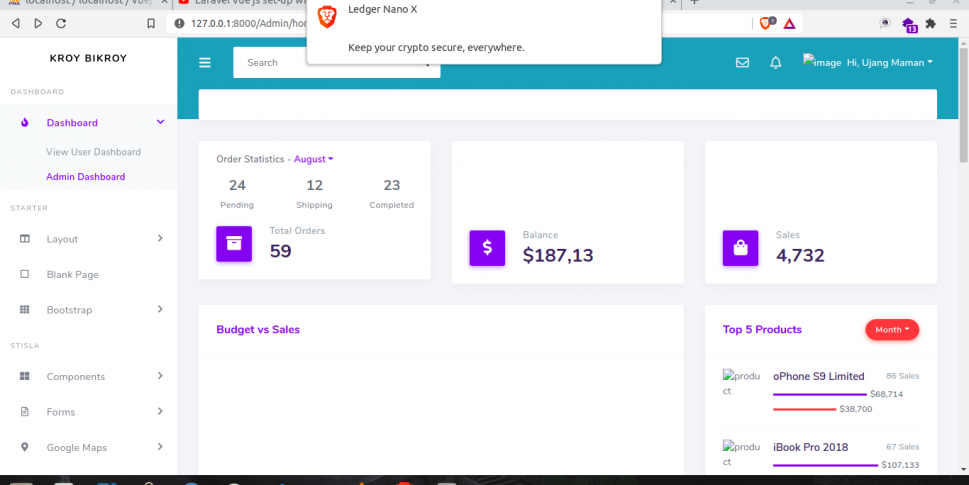 localhost / localhost / vuej
Laravel vue js set-up wi
Ledger Nano X
Keep your crypto secure, everywhere.
127.0.0.1:8000/Admin/hom
13
KROY BIKROY
Search
image Hi, Ujang Maman
DASHBOARD
Dashboard
View User Dashboard
Admin Dashboard
STARTER
Layout
Blank Page
Bootstrap
STISLA
Components
Forms
Google Maps
Order Statistics - August
24 12 23
Pending Shipping Completed
Total Orders
59
Balance
$187,13
Sales
4,732
Budget vs Sales
Top 5 Products
Month
product
oPhone S9 Limited 86 Sales
$68,714
$38,700
product
iBook Pro 2018 67 Sales
$107,133